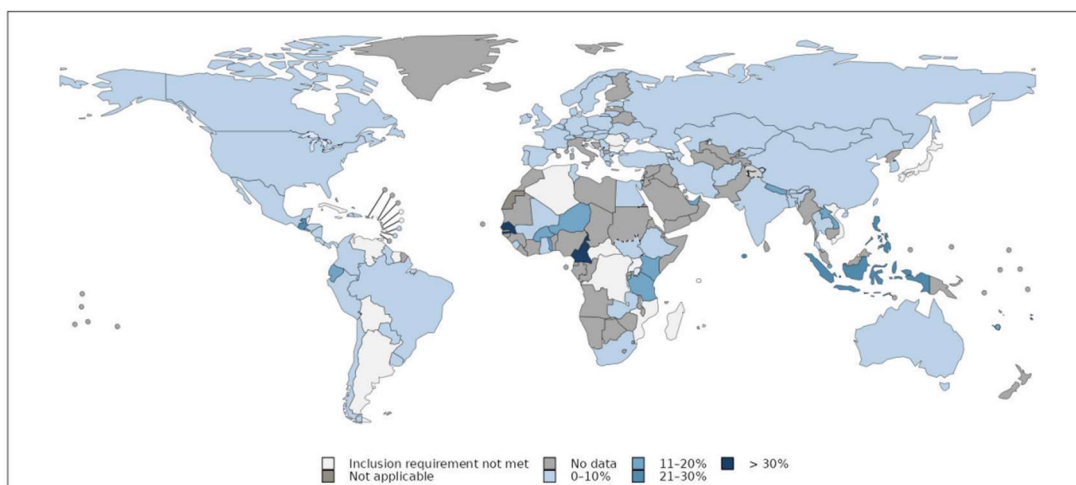 Inclusion requirement not met No data 11–20% > 30%
Not applicable 0–10% 21–30%